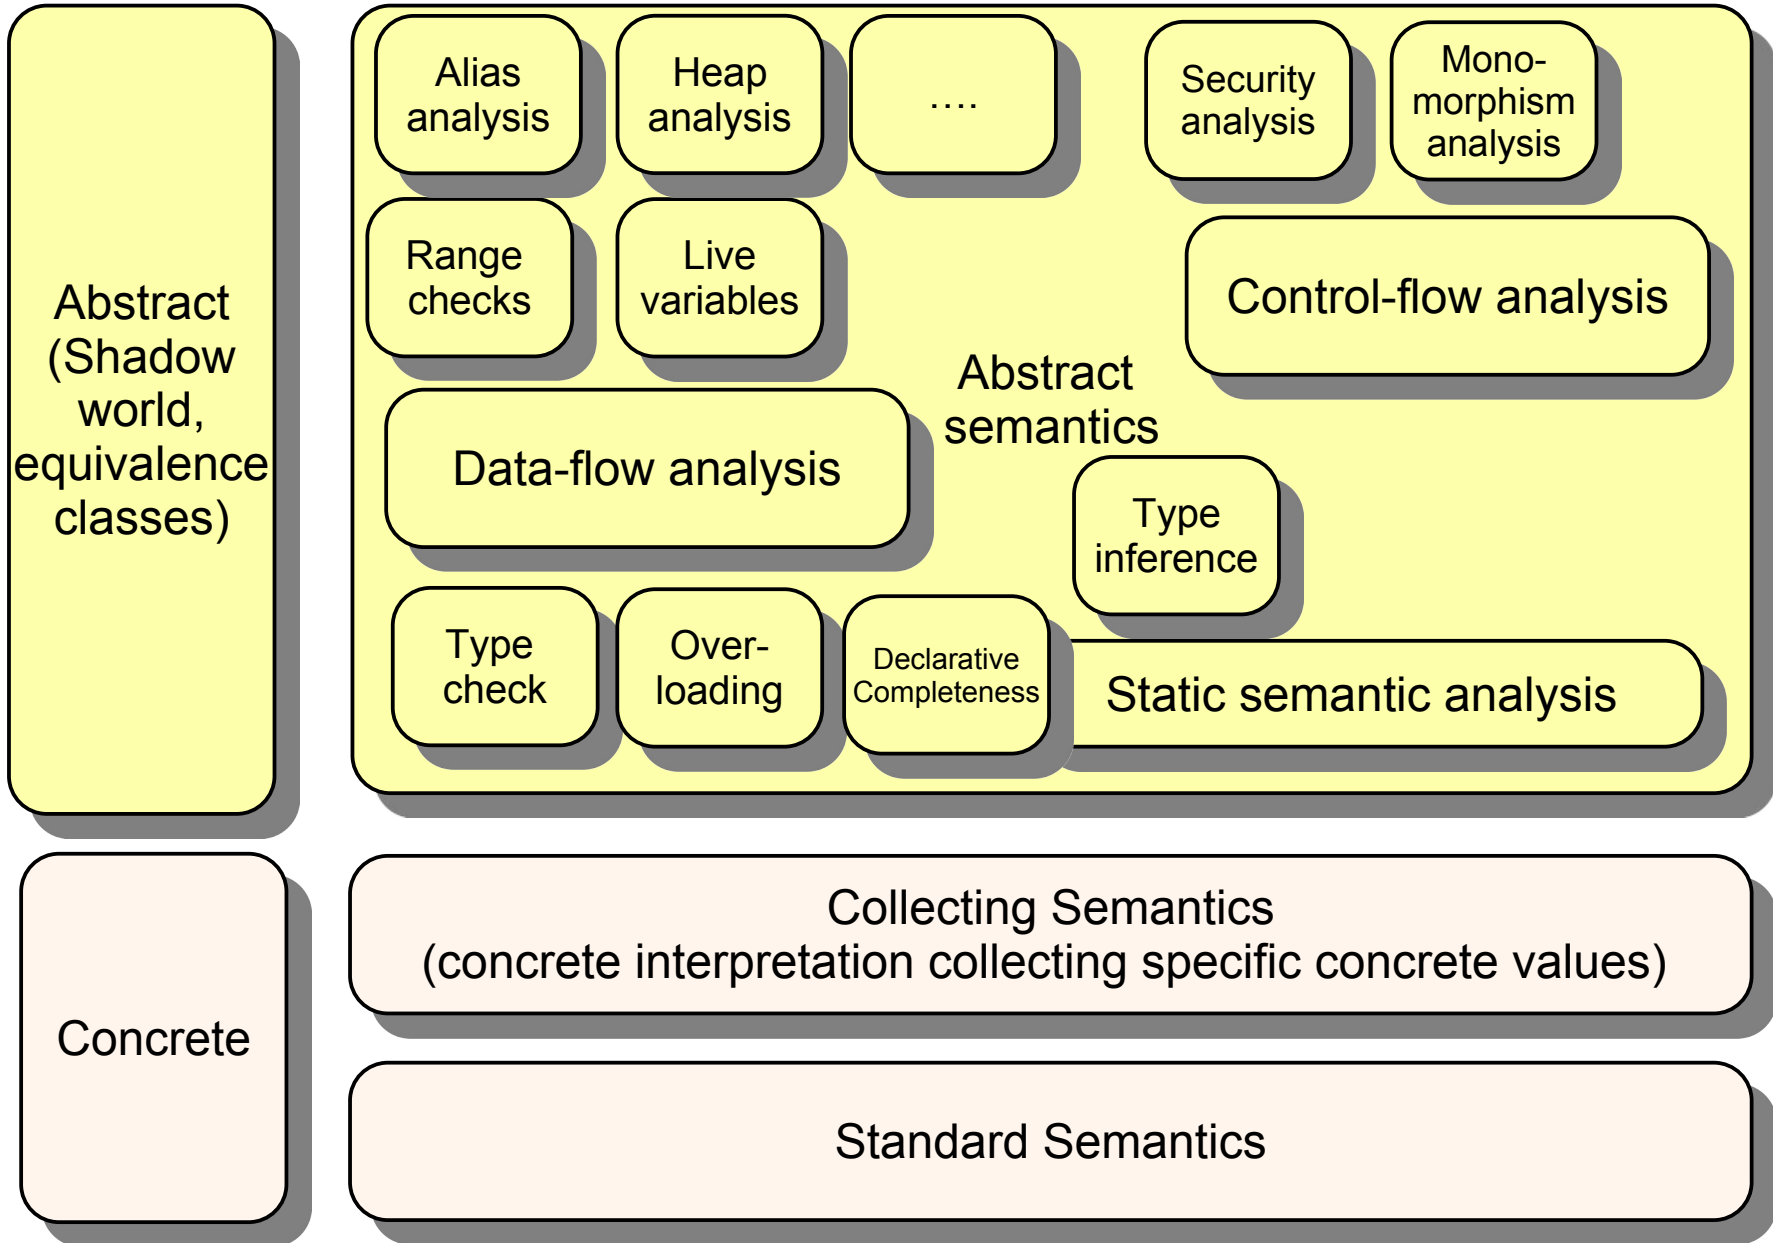 Abstract
(Shadow
world,
equivalence
classes)
Alias
analysis
Heap
analysis
....
Security
analysis
Mono-
morphism
analysis
Range
checks
Live
variables
Control-flow analysis
Abstract
semantics
Data-flow analysis
Type
inference
Type
check
Over-
loading
Declarative
Completeness
Static semantic analysis
Concrete
Collecting Semantics
(concrete interpretation collecting specific concrete values)
Standard Semantics